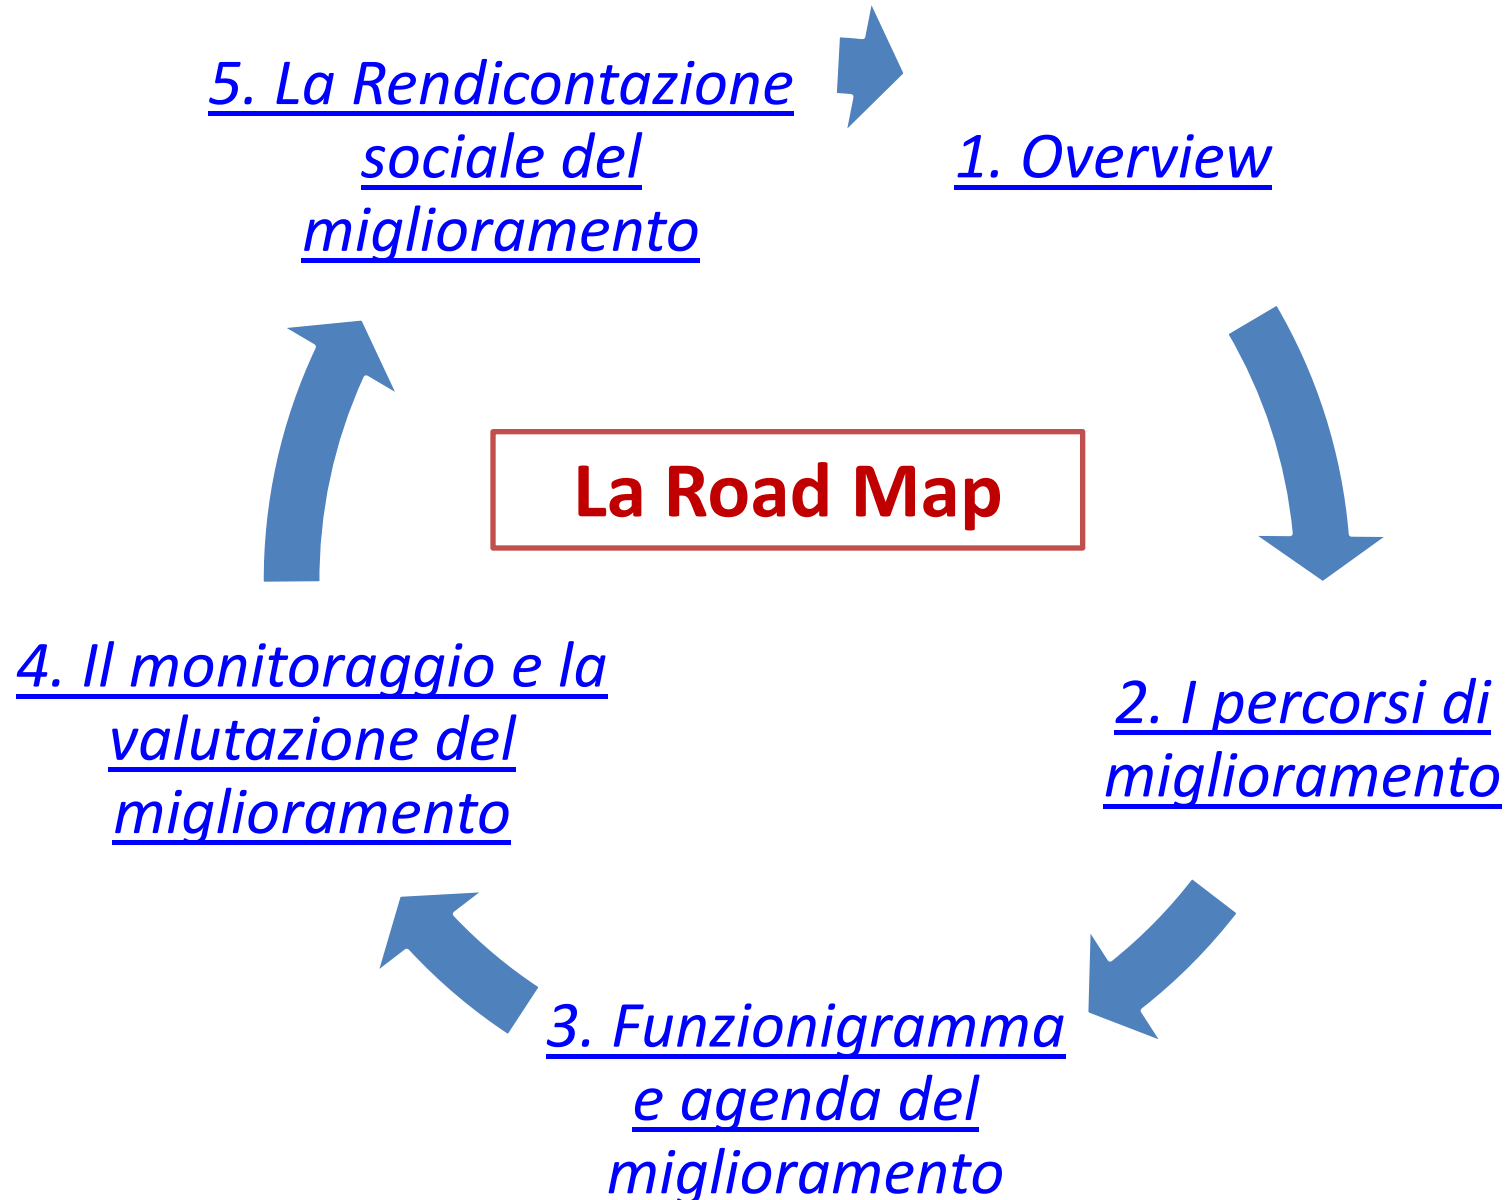 La Road Map
1. Overview
2. I percorsi di
miglioramento
3. Funzionigramma
e agenda del
miglioramento
4. Il monitoraggio e la
valutazione del
miglioramento
5. La Rendicontazione
sociale del
miglioramento